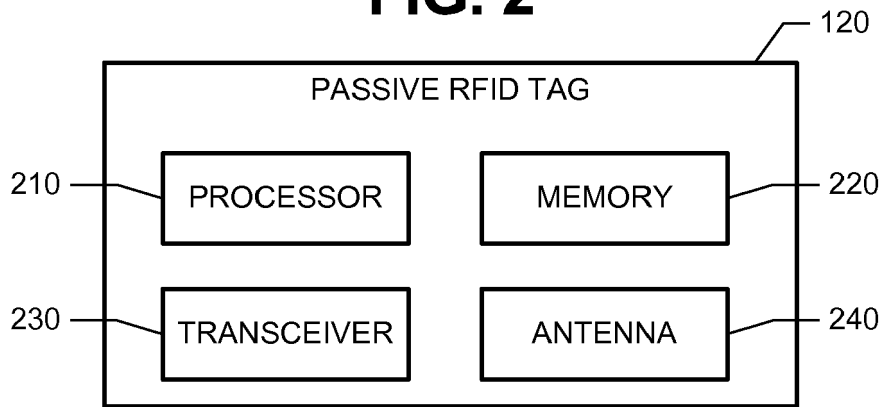 FIG. 2
120
PASSIVE RFID TAG
210 PROCESSOR MEMORY 220
230 TRANSCEIVER ANTENNA 240